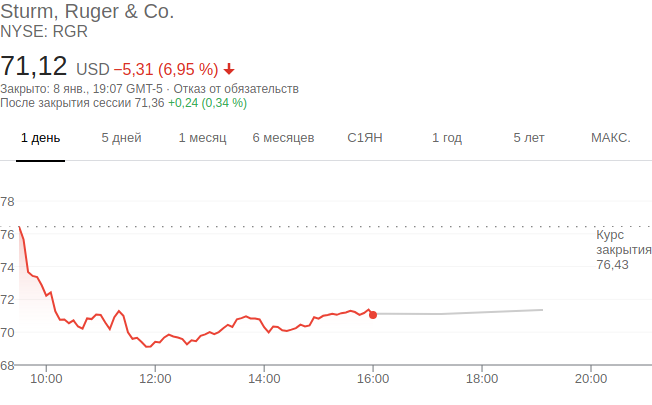 Sturm, Ruger & Co.
NYSE: RGR
71,12 USD −5,31 (6,95 %)
Закрыто: 8 янв., 19:07 GMT-5 · Отказ от обязательств
После закрытия сессии 71,36 +0,24 (0,34 %)
1 день 5 дней 1 месяц 6 месяцев С1ЯН 1 год 5 лет МАКС.
78
76
74
72
70
68
Курс
закрытия
76,43
10:00 12:00 14:00 16:00 18:00 20:00